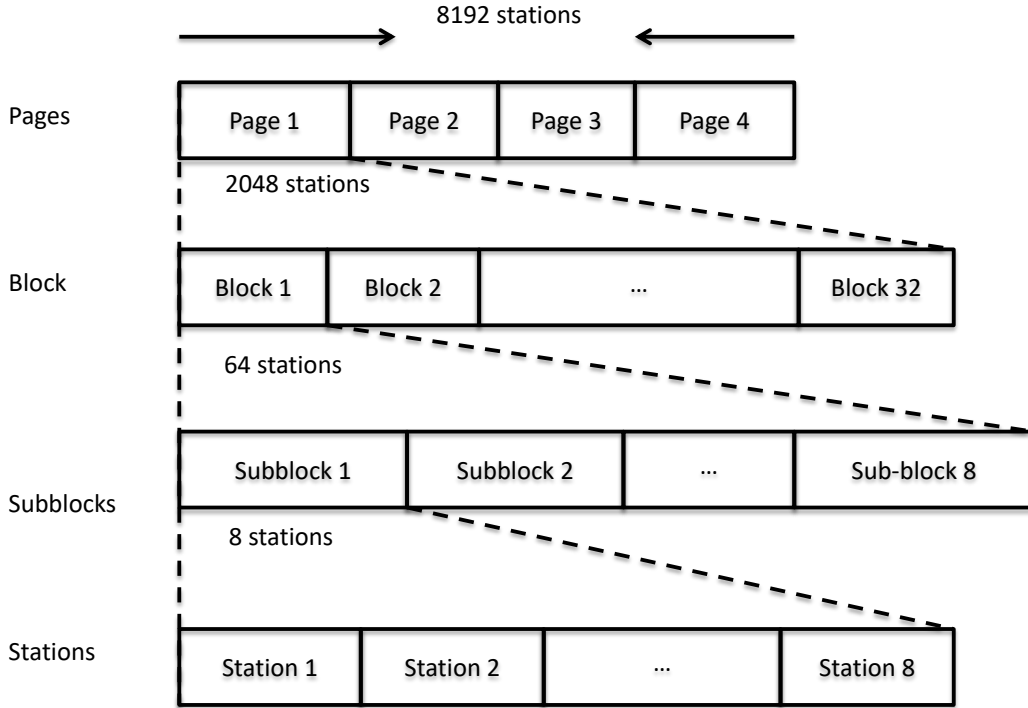 8192 stations
Pages
Page 1
Page 2
Page 3
Page 4
2048 stations
Block
Block 1
Block 2
...
Block 32
64 stations
Subblocks
Subblock 1
Subblock 2
...
Sub-block 8
8 stations
Stations
Station 1
Station 2
...
Station 8